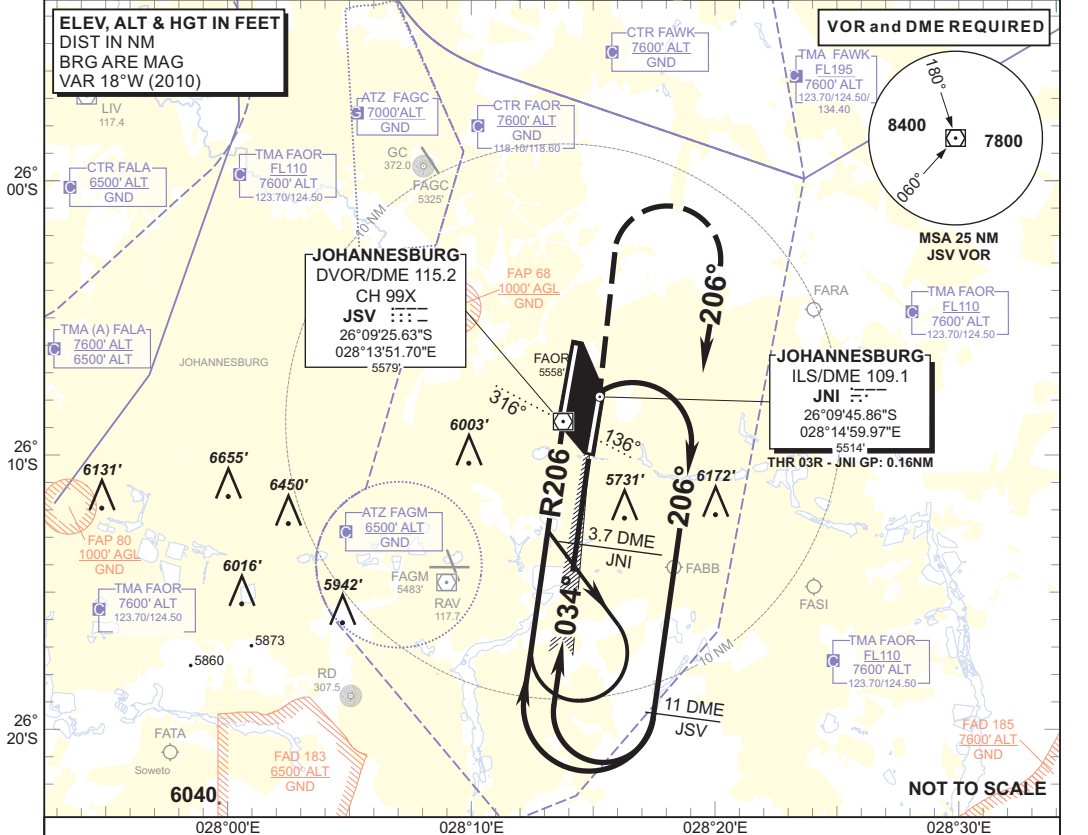 ELEV, ALT & HGT IN FEET
DIST IN NM
BRG ARE MAG
VAR 18°W (2010)
VOR and DME REQUIRED
LIV
117.4
CTR FAWK
7600' ALT
GND
C
TMA FAWK
FL195
7600' ALT
123.70/124.50/
134.40
C
180°
8400
7800
060°
MSA 25 NM
JSV VOR
ATZ FAGC
7000'ALT
GND
G
CTR FAOR
7600' ALT
GND
118.10/118.60
C
GC
372.0
FAGC
5325'
26
00'S
CTR FALA
6500' ALT
GND
C
TMA FAOR
FL110
7600' ALT
123.70/124.50
C
10 NM
JOHANNESBURG
DVOR/DME 115.2
CH 99X
JSV
26°09'25.63"S
028°13'51.70"E
5579'
FAP 68
1000' AGL
GND
206°
FARA
TMA FAOR
FL110
7600' ALT
123.70/124.50
C
TMA (A) FALA
7600' ALT
6500' ALT
C
JOHANNESBURG
FAOR
5558'
JOHANNESBURG
ILS/DME 109.1
JNI
26°09'45.86"S
028°14'59.97"E
5514'
THR 03R - JNI GP: 0.16NM
316°
136°
26
10'S
6131'
6655'
6450'
6003'
R206
206°
5731'
6172'
FAP 80
1000' AGL
GND
ATZ FAGM
6500' ALT
GND
C
3.7 DME
JNI
FABB
FASI
FAGM
5483'
RAV
117.7
6016'
5942'
034°
TMA FAOR
7600' ALT
123.70/124.50
C
5873
5860
RD
307.5
10 NM
TMA FAOR
FL110
7600' ALT
123.70/124.50
C
11 DME
JSV
26
20'S
FATA
Soweto
FAD 183
6500' ALT
GND
FAD 185
7600' ALT
GND
6040
NOT TO SCALE
028°00'E
028°10'E
028°20'E
028°30'E